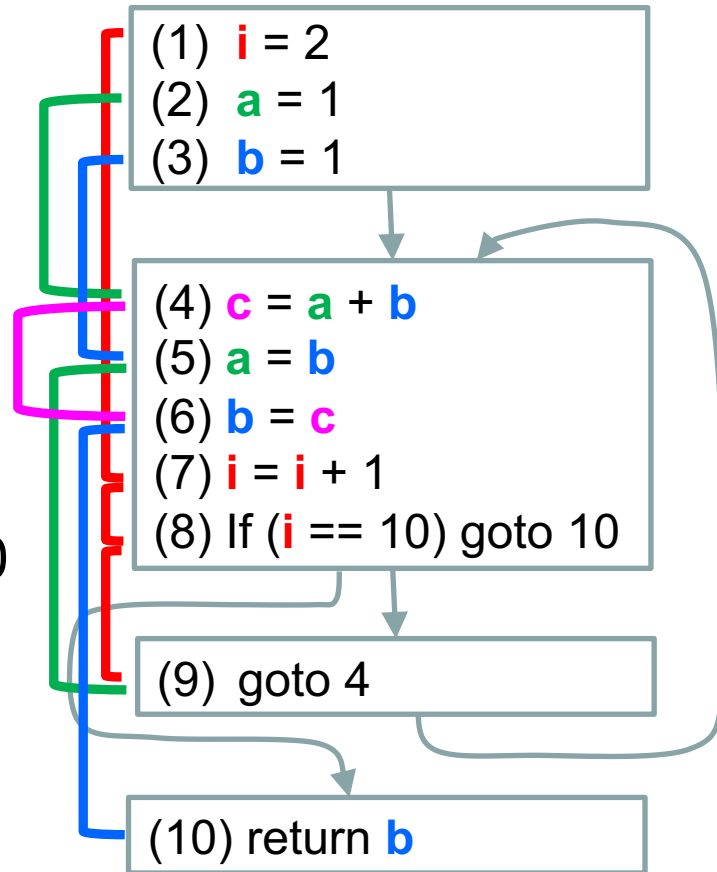 (1) i = 2
(2) a = 1
(3) b = 1
(4) c = a + b
(5) a = b
(6) b = c
(7) i = i + 1
(8) If (i == 10) goto 10
(9) goto 4
(10) return b